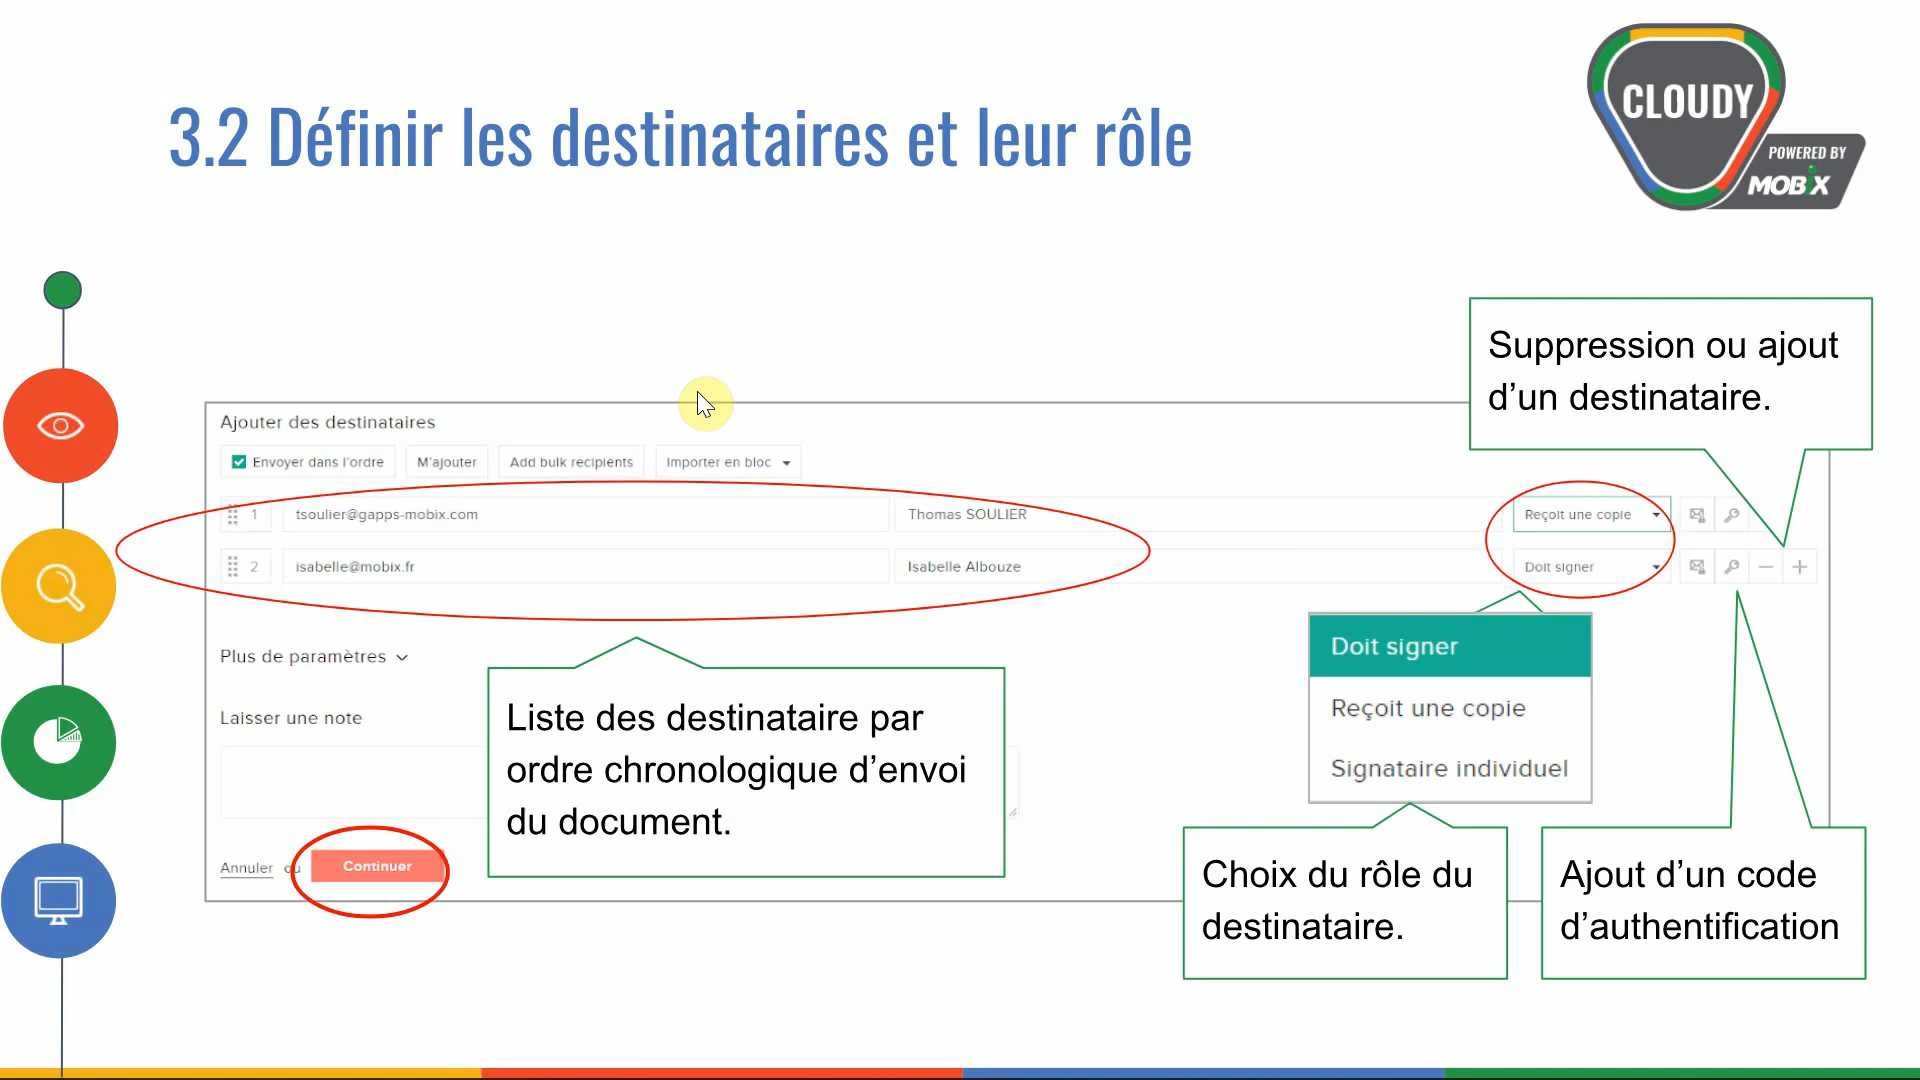 3.2 Définir les destinataires et leur rôle
CLOUDY
POWERED BY
MOBIX
Suppression ou ajout
d’un destinataire.
Ajouter des destinataires
Envoyer dans l'ordre
M'ajouter
Add bulk recipients
Importer en bloc
1
tsoulier@gapps-mobix.com
Thomas SOULIER
Reçoit une copie
2
isabelle@mobix.fr
Isabelle Albouze
Doit signer
Plus de paramètres
Laisser une note
Liste des destinataire par
ordre chronologique d’envoi
du document.
Doit signer
Reçoit une copie
Signataire individuel
Annuler ou
Continuer
Choix du rôle du
destinataire.
Ajout d’un code
d’authentification